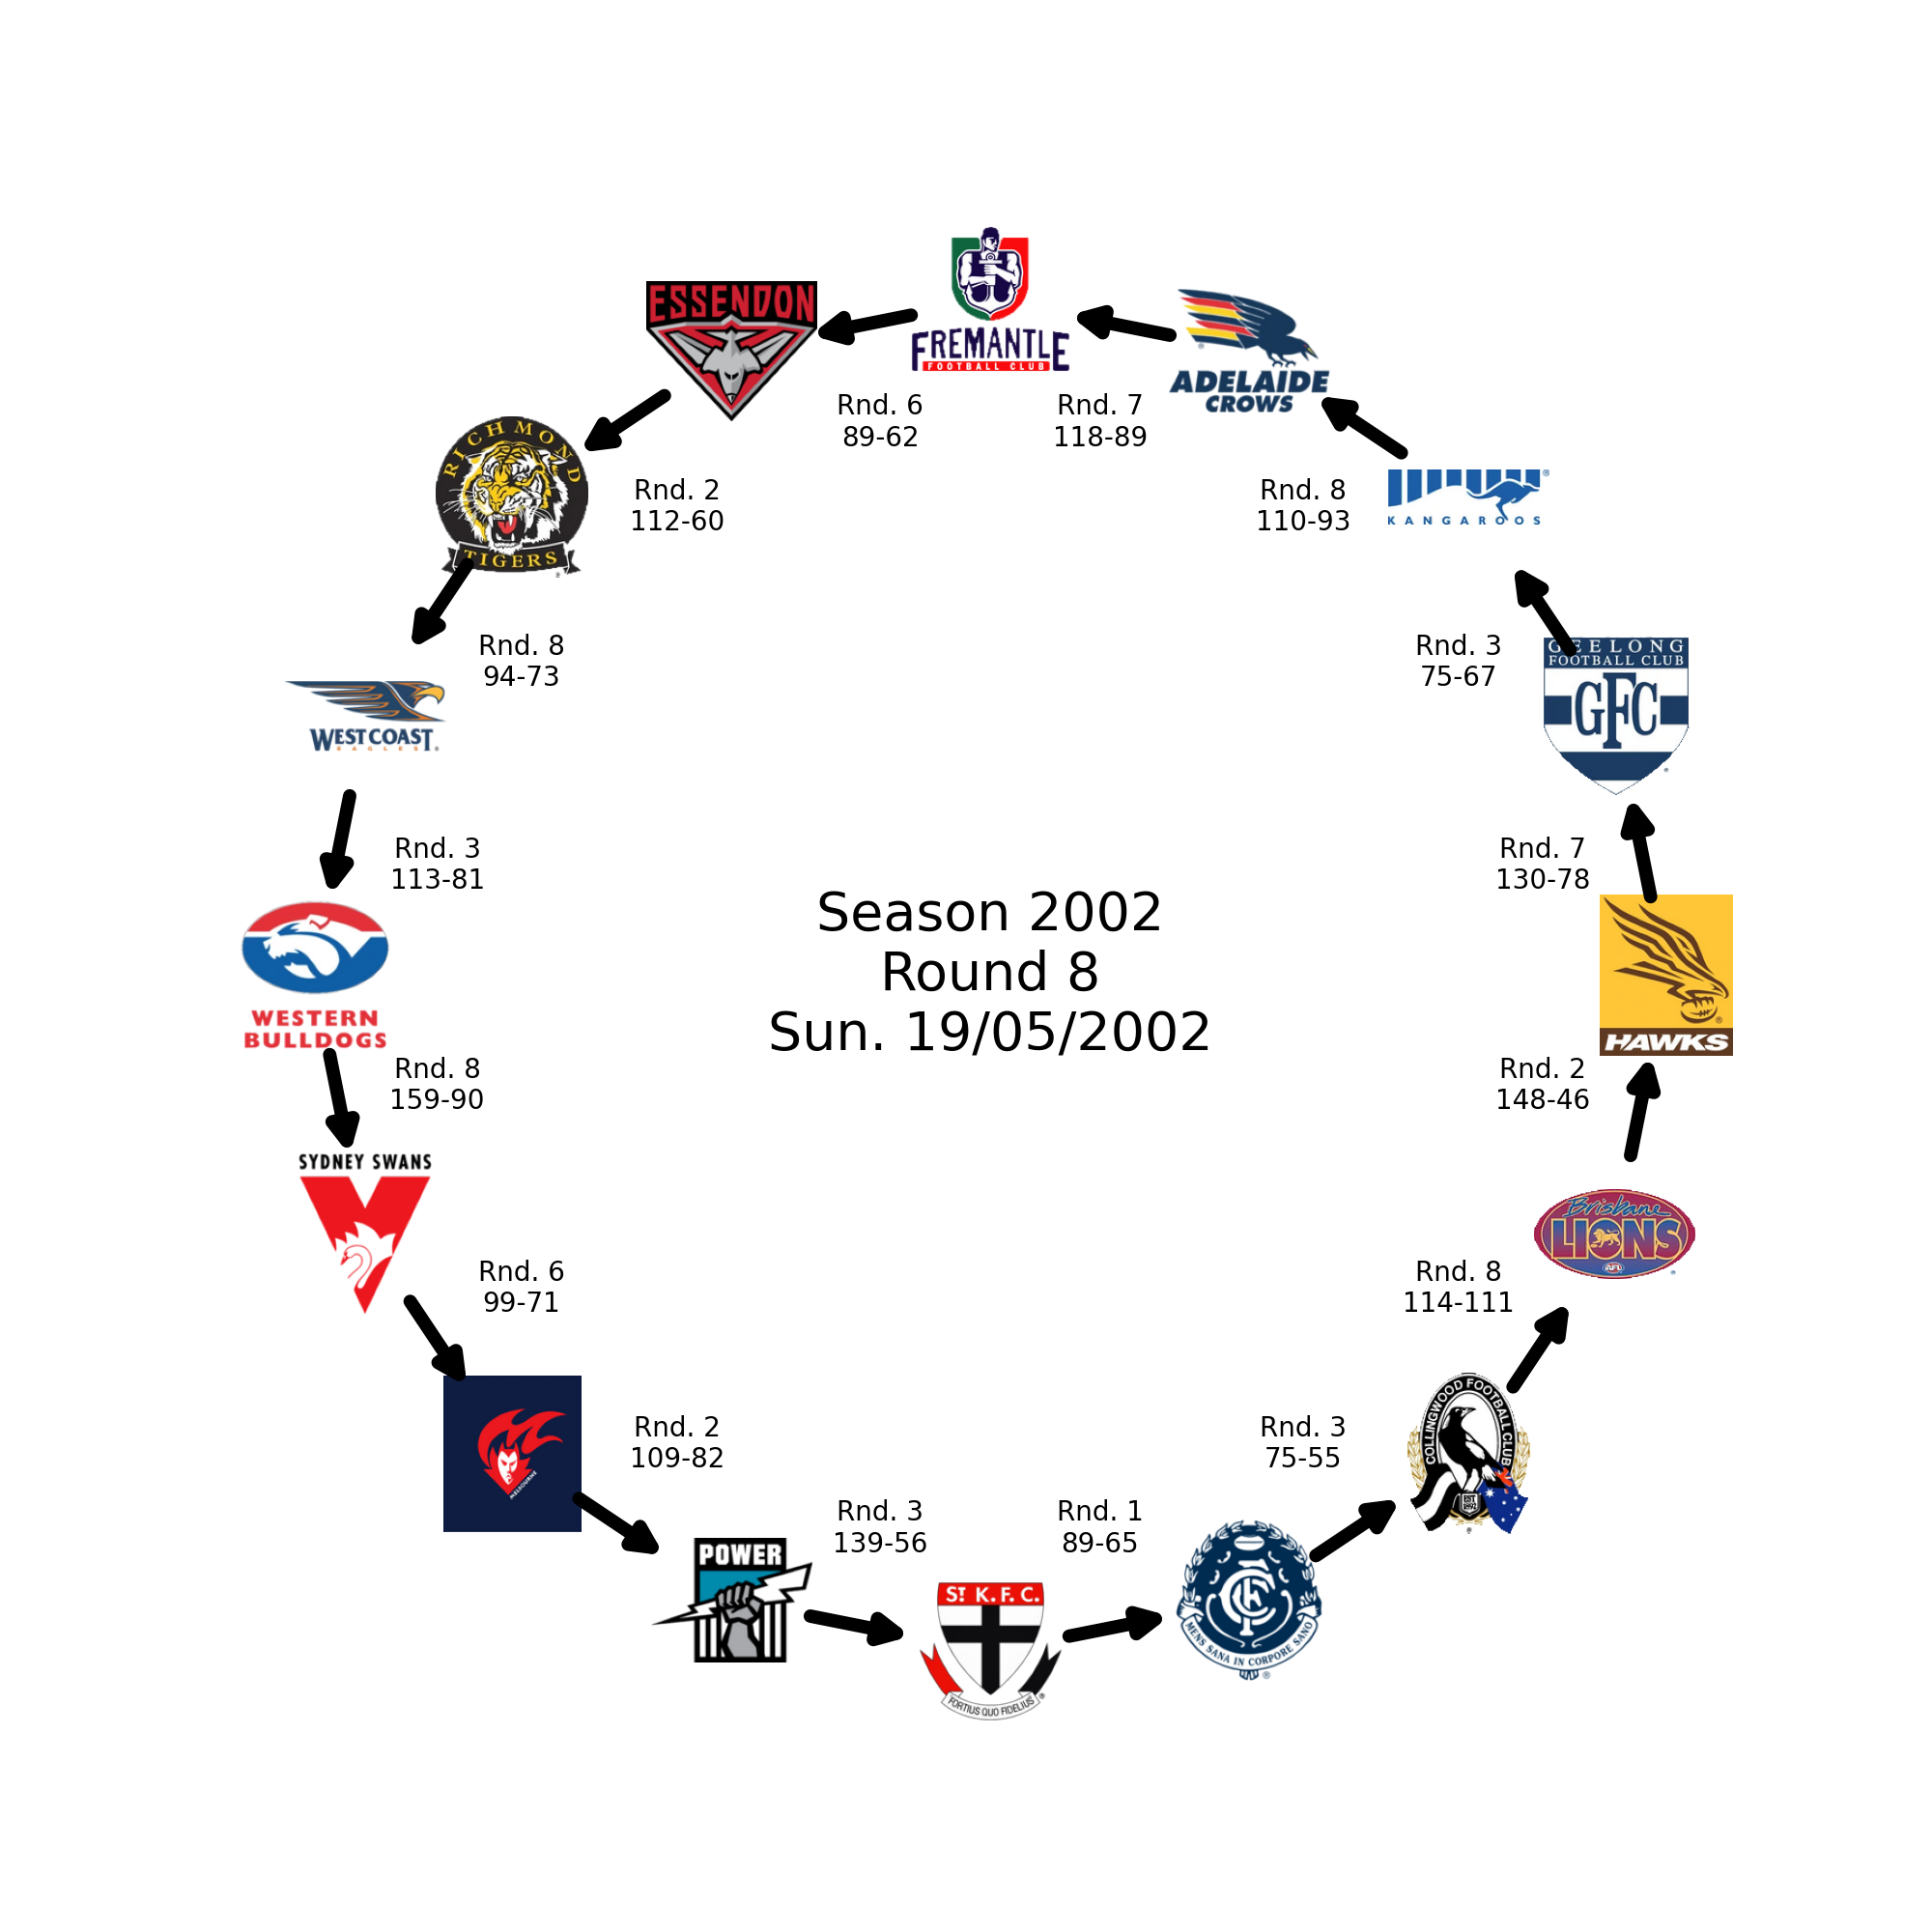 ESSENDON
FREMANTLE
FOOTBALL CLUB
ADELAIDE
CROWS
Rnd. 6
89-62
Rnd. 7
118-89
RICHMOND
TIGERS
Rnd. 2
112-60
Rnd. 8
110-93
KANGAROOS
Rnd. 8
94-73
Rnd. 3
75-67
GEELONG
FOOTBALL CLUB
GFC
WEST COAST
EAGLES
Rnd. 3
113-81
Rnd. 7
130-78
WESTERN
BULLDOGS
Season 2002
Round 8
Sun. 19/05/2002
HAWKS
Rnd. 8
159-90
Rnd. 2
148-46
SYDNEY SWANS
Brisbane
LIONS
AFL
Rnd. 6
99-71
Rnd. 8
114-111
MELBOURNE
Rnd. 2
109-82
Rnd. 3
75-55
COLLINGWOOD FOOTBALL CLUB
EST
1892
POWER
Rnd. 3
139-56
Rnd. 1
89-65
ST K. F. C.
FORTIUS QUO FIDELIUS
CFC
MENS SANA IN CORPORE SANO